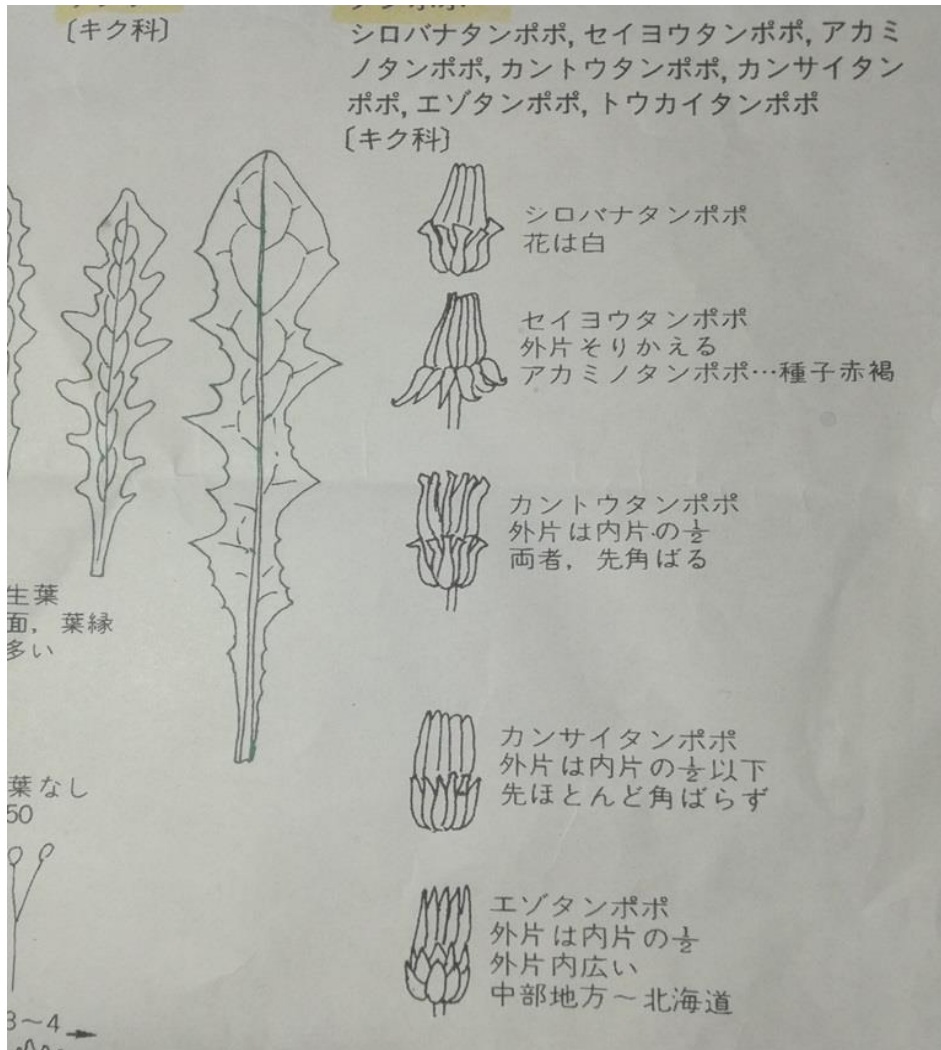 〔キク科〕
シロバナタンポポ, セイヨウタンポポ, アカミ
ノタンポポ, カントウタンポポ, カンサイタン
ポポ, エゾタンポポ, トウカイタンポポ
〔キク科〕
シロバナタンポポ
花は白
セイヨウタンポポ
外片そりかえる
アカミノタンポポ…種子赤褐
カントウタンポポ
外片は内片の½
両者，先角ばる
カンサイタンポポ
外片は内片の½以下
先ほとんど角ばらず
エゾタンポポ
外片は内片の½
外片内広い
中部地方～北海道
生葉
面，葉縁
多い
葉なし
50
3～4